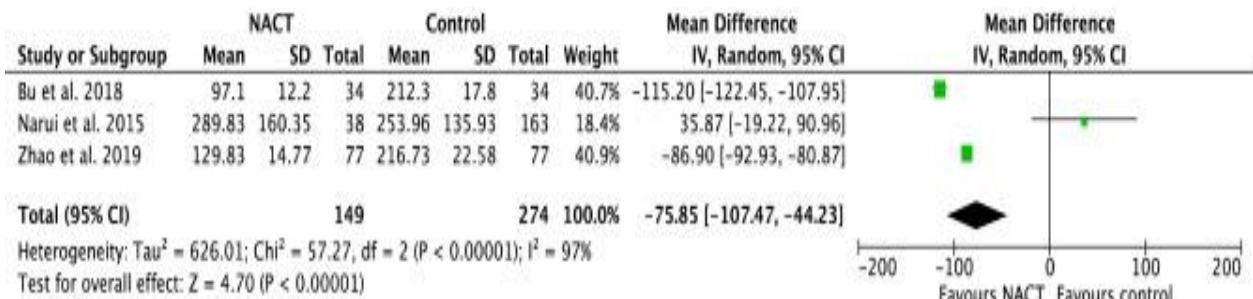 NACT Control Mean Difference Mean Difference
Study or Subgroup Mean SD Total Mean SD Total Weight IV, Random, 95% CI IV, Random, 95% CI
Bu et al. 2018 97.1 12.2 34 212.3 17.8 34 40.7% −115.20 [−122.45, −107.95]
Narui et al. 2015 289.83 160.35 38 253.96 135.93 163 18.4% 35.87 [−19.22, 90.96]
Zhao et al. 2019 129.83 14.77 77 216.73 22.58 77 40.9% −86.90 [−92.93, −80.87]
Total (95% CI) 149 274 100.0% −75.85 [−107.47, −44.23]
Heterogeneity: Tau² = 626.01; Chi² = 57.27, df = 2 (P < 0.00001); I² = 97%
Test for overall effect: Z = 4.70 (P < 0.00001)
-200 -100 0 100 200
Favours NACT Favours control